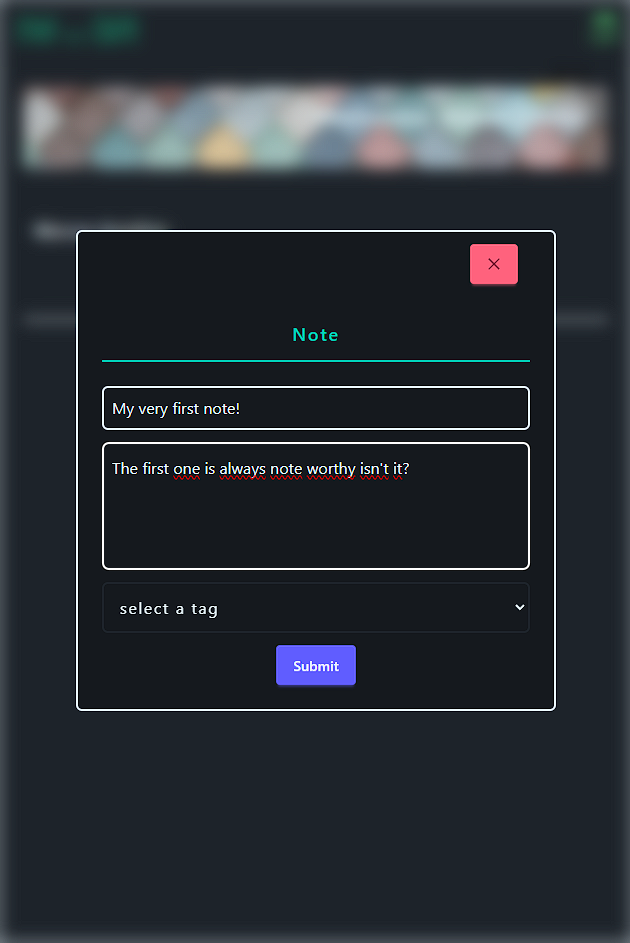 Note
My very first note!
The first one is always note worthy isn't it?
select a tag
Submit